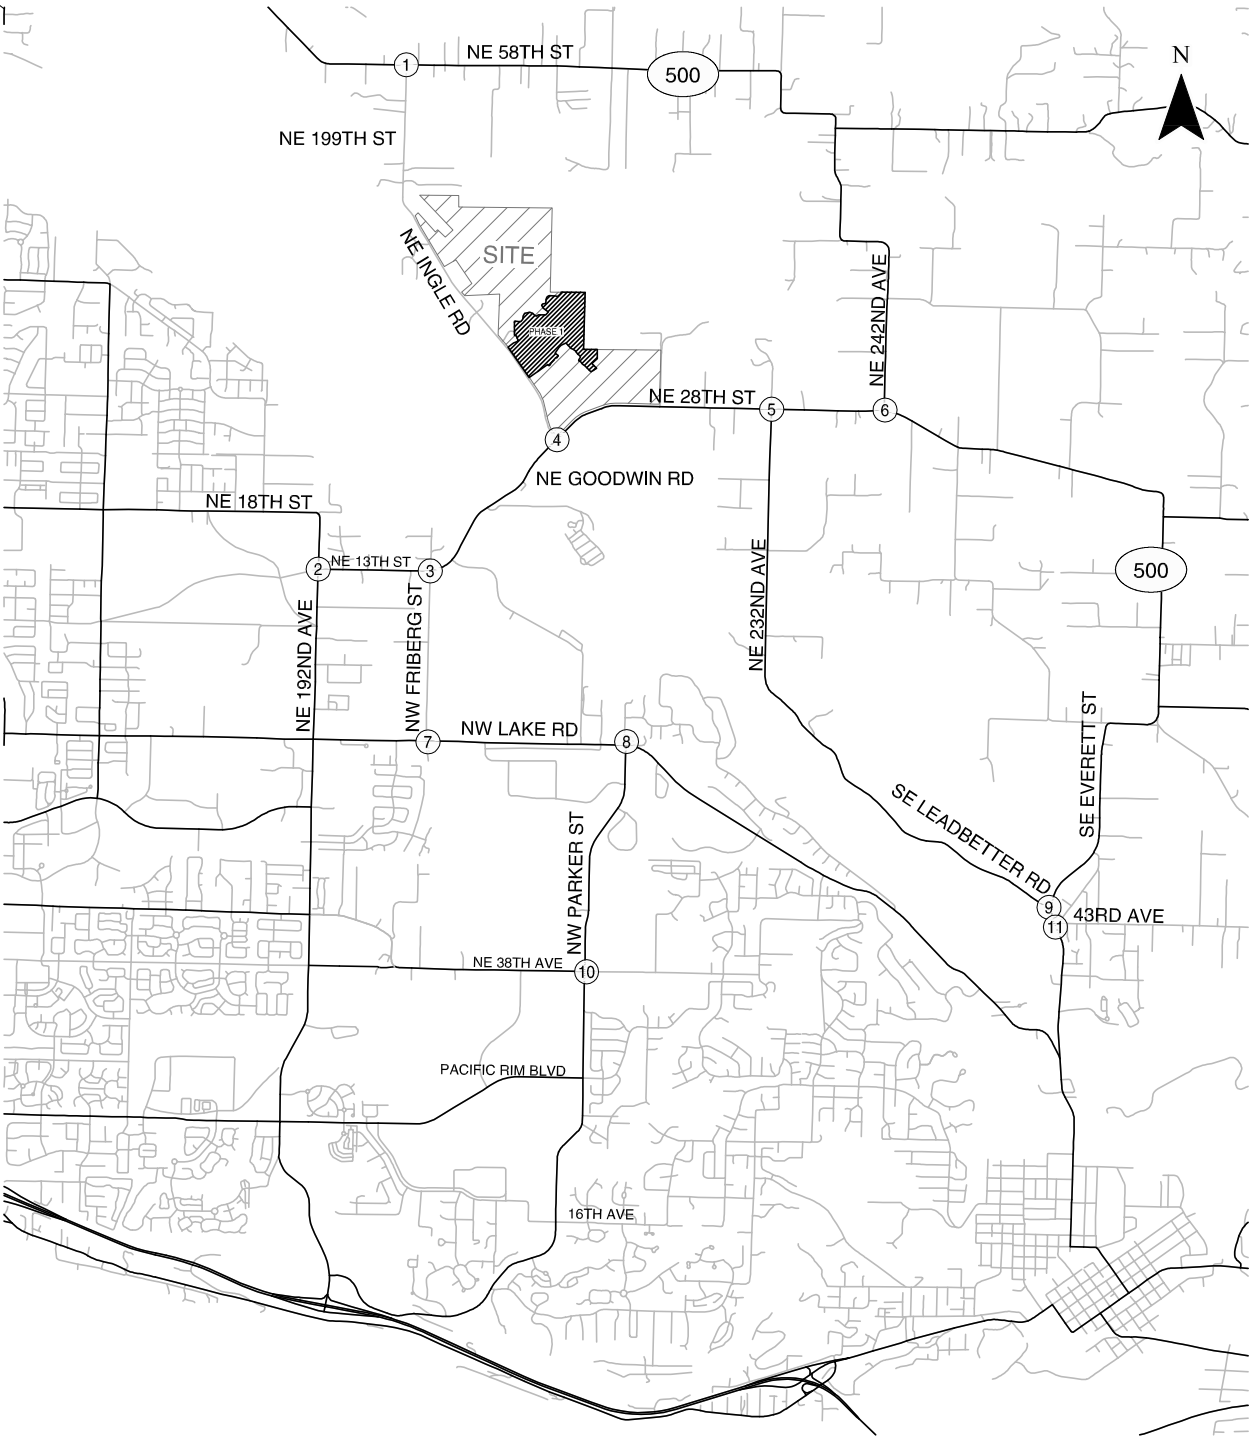 NE 58TH ST
1
500
N
NE 199TH ST
SITE
NE INGLE RD
PHASE 1
NE 242ND AVE
NE 28TH ST
5
6
4
NE GOODWIN RD
NE 18TH ST
NE 13TH ST
2
3
500
NE 192ND AVE
NW FRIBERG ST
NE 232ND AVE
NW LAKE RD
7
8
SE EVERETT ST
SE LEADBETTER RD
NW PARKER ST
9
43RD AVE
11
NE 38TH AVE
10
PACIFIC RIM BLVD
16TH AVE